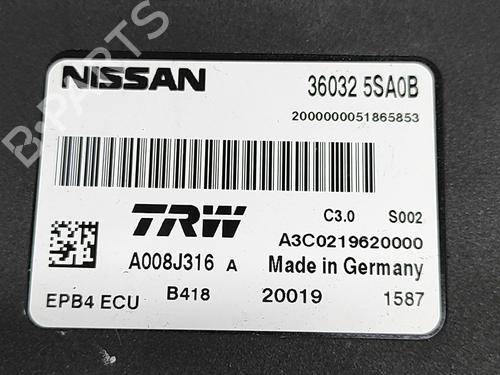 NISSAN 36032 5SA0B
2000000051865853
TRW C3.0 S002
A3C0219620000
A008J316 A Made in Germany
EPB4 ECU B418 20019 1587
B-PARTS